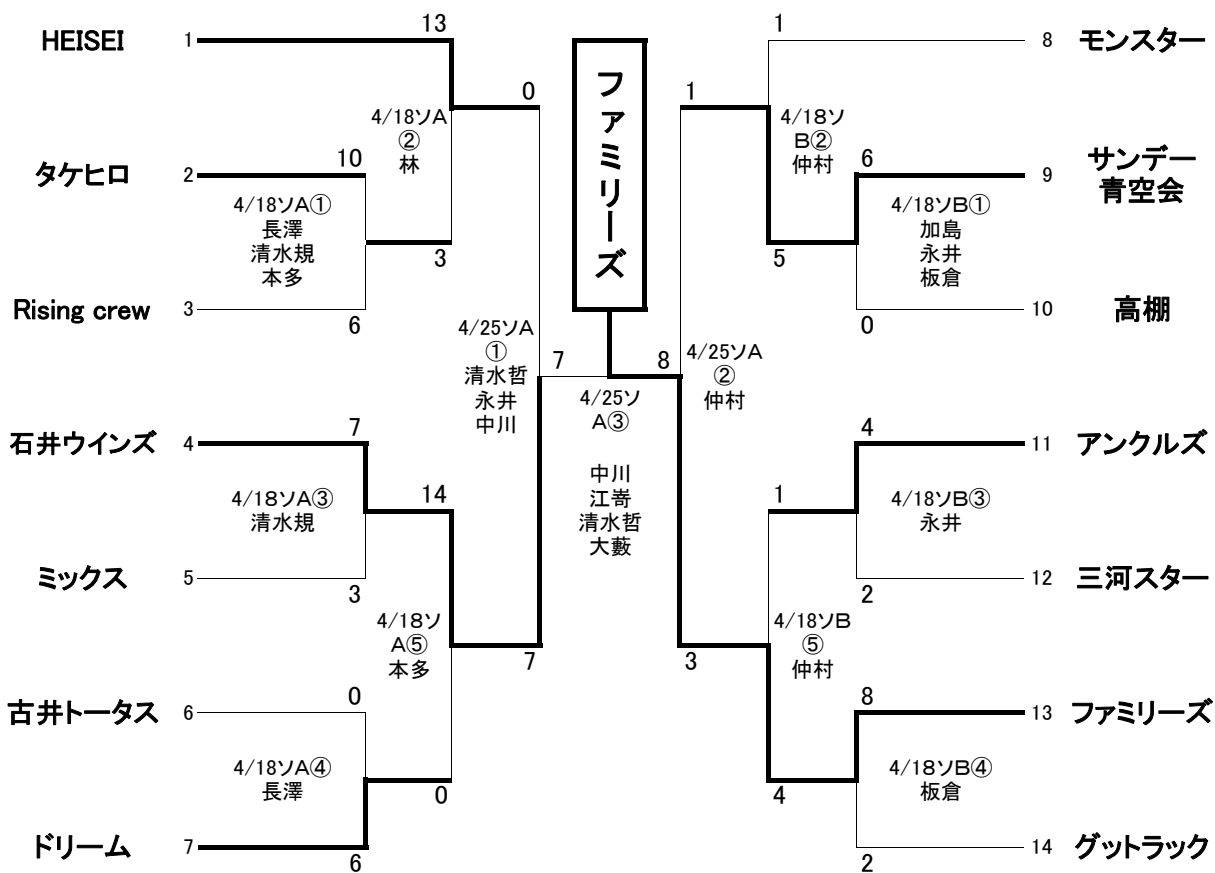 HEISEI
1
13
0
4/18ソA
②
林
タケヒロ
2
10
4/18ソA①
長澤
清水規
本多
3
Rising crew
3
6
4/25ソA
①
清水哲
永井
中川
石井ウインズ
4
7
4/18ソA③
清水規
14
ミックス
5
3
4/18ソ
A⑤
本多
7
古井トータス
6
0
4/18ソA④
長澤
0
ドリーム
7
6
ファミリーズ
7
8
4/25ソ
A③
中川
江嵜
清水哲
大藪
1
8
モンスター
1
4/18ソ
B②
仲村
6
9
サンデー
青空会
4/18ソB①
加島
永井
板倉
5
0
10
高棚
4/25ソA
②
仲村
4
11
アンクルズ
1
4/18ソB③
永井
2
12
三河スター
4/18ソB
⑤
仲村
3
8
13
ファミリーズ
4/18ソB④
板倉
4
2
14
グットラック